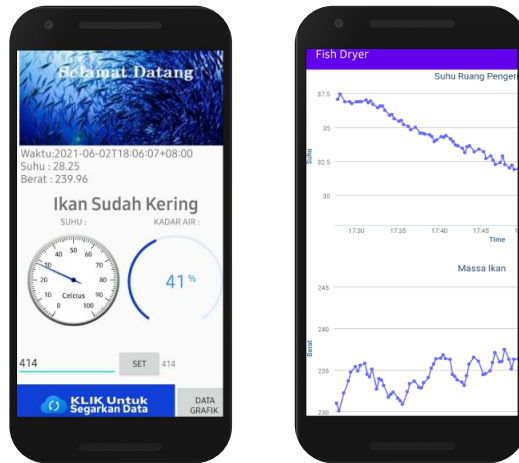 Selamat Datang
Waktu:2021-06-02T18:06:07+08:00
Suhu : 28.25
Berat : 239.96
Ikan Sudah Kering
SUHU :
KADAR AIR :
0
10
20
30
40
50
60
70
80
90
100
Celcius
41 %
414
SET
414
KLIK Untuk
Segarkan Data
DATA
GRAFIK
Fish Dryer
Suhu Ruang Pengeri
37.5
35
32.5
30
Suhu
17:30
17:35
17:40
17:45
Time
Massa Ikan
245
240
235
230
Berat